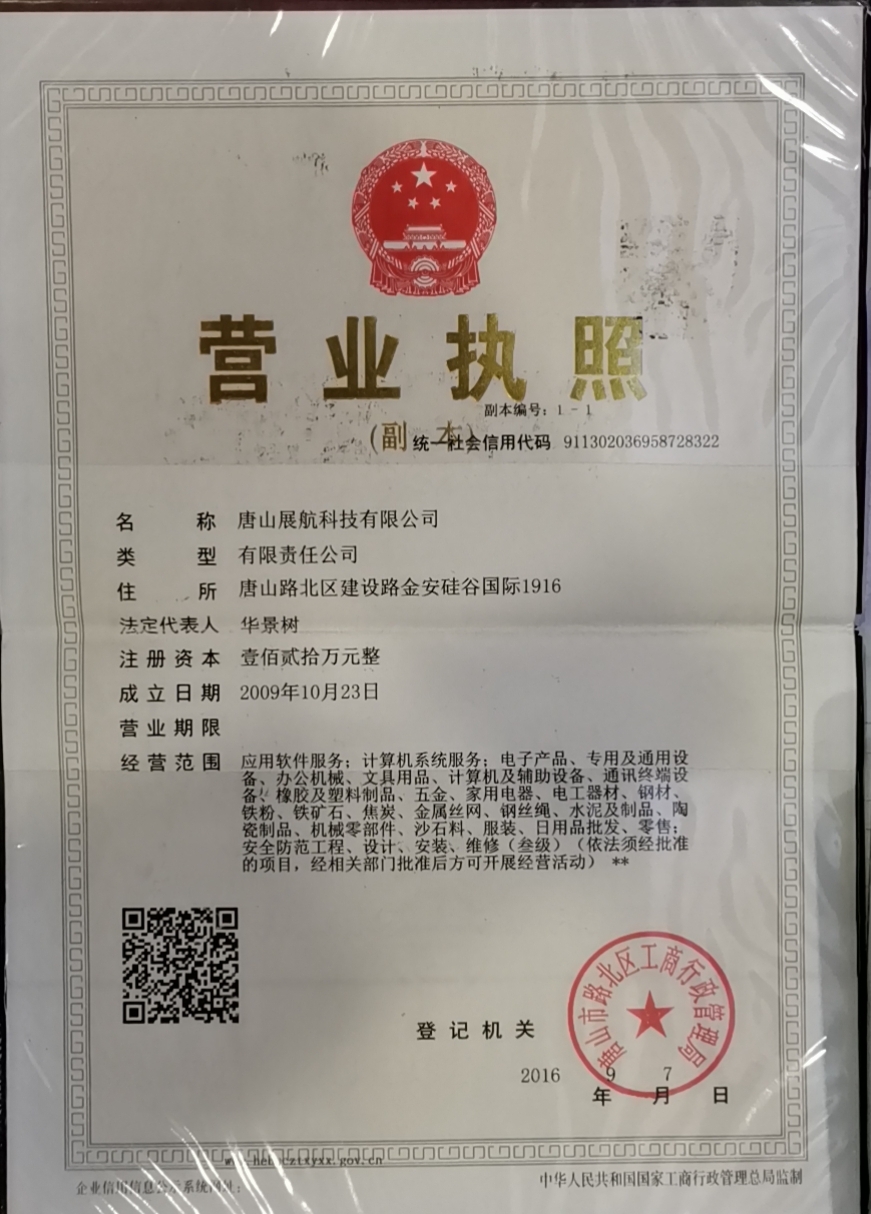 营业执照
副本编号：1－1
（副 本）
统一社会信用代码 911302036958728322
名称 唐山展航科技有限公司
类型 有限责任公司
住所 唐山路北区建设路金安硅谷国际1916
法定代表人 华景树
注册资本 壹佰贰拾万元整
成立日期 2009年10月23日
营业期限
经营范围 应用软件服务；计算机系统服务；电子产品、专用及通用设
备、办公机械、文具用品、计算机及辅助设备、通讯终端设
备、橡胶及塑料制品、五金、家用电器、电工器材、钢材、
铁粉、铁矿石、焦炭、金属丝网、钢丝绳、水泥及制品、陶
瓷制品、机械零部件、沙石料、服装、日用品批发、零售；
安全防范工程、设计、安装、维修（叁级）（依法须经批准
的项目，经相关部门批准后方可开展经营活动）**
唐山市路北区工商行政管理局
登记机关
2016 9 7
年 月 日
企业信用信息公示系统网址：
中华人民共和国国家工商行政管理总局监制